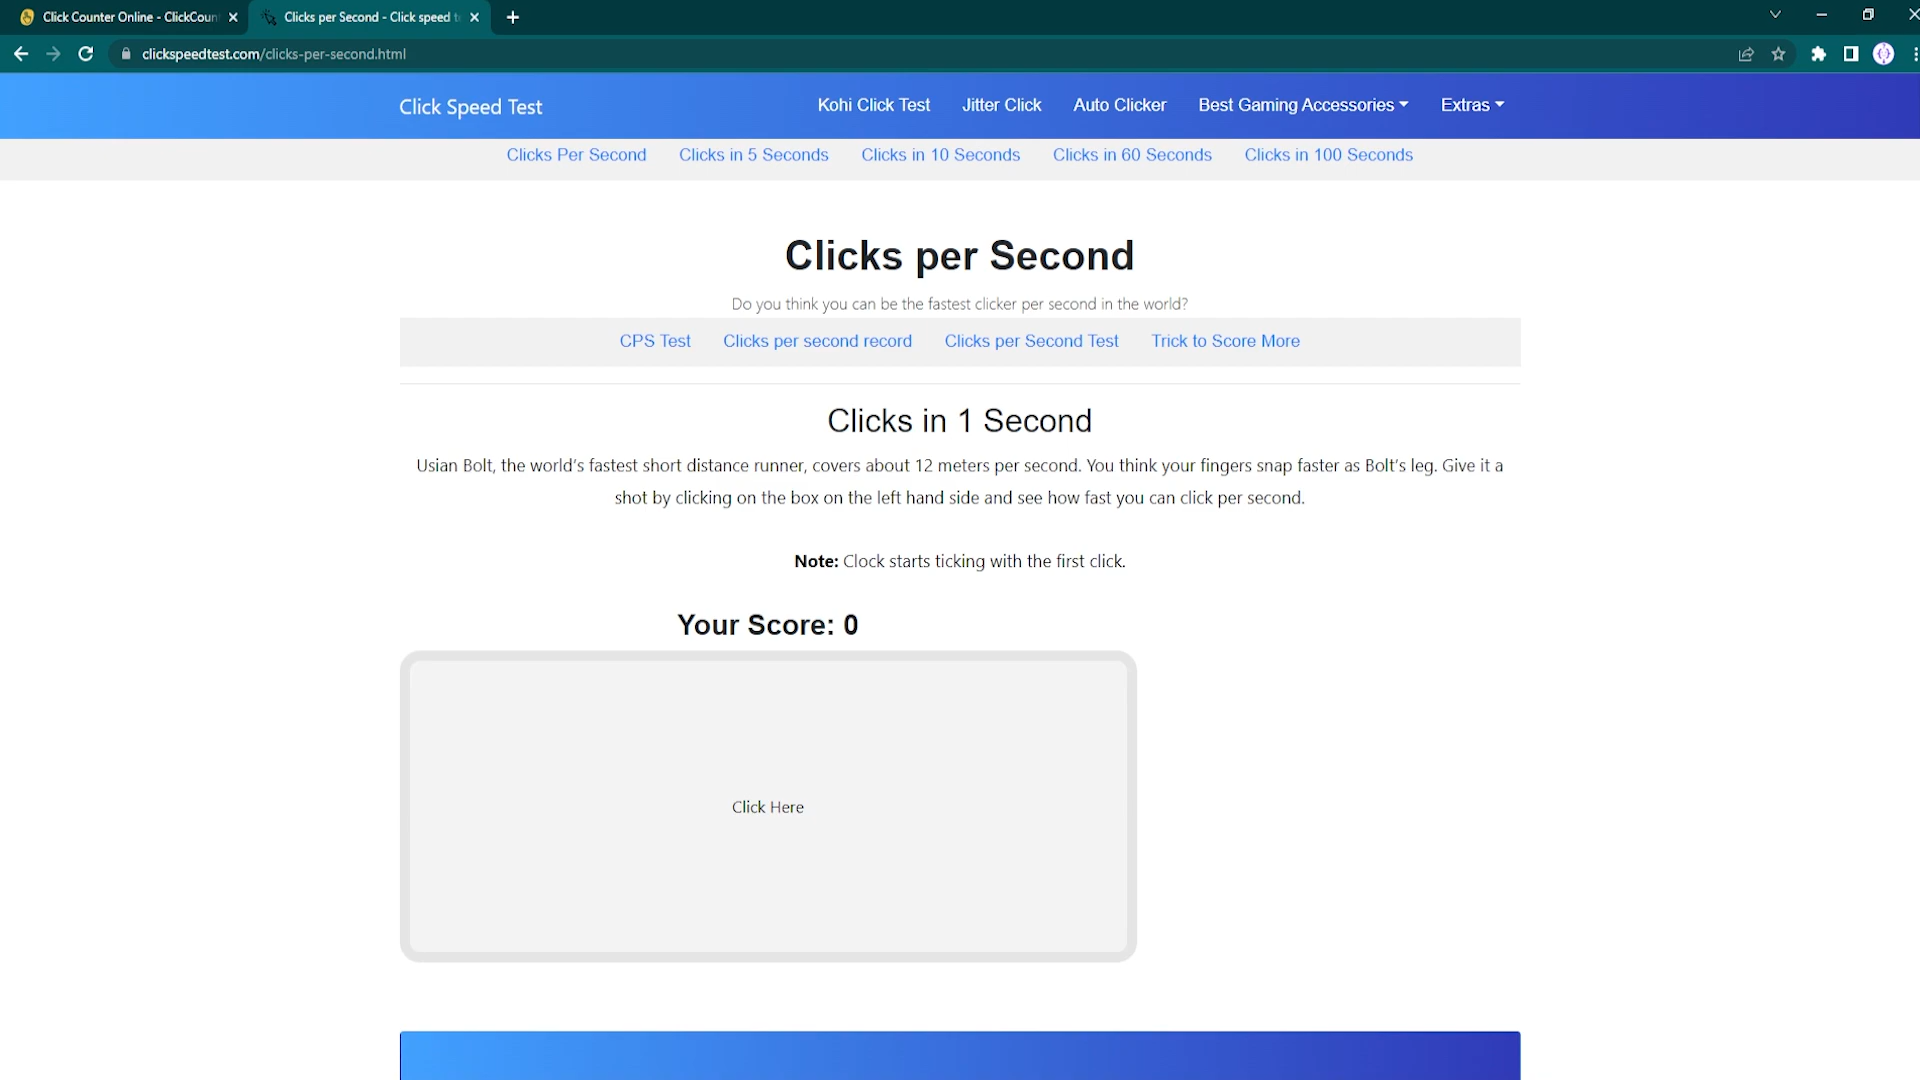 Click Counter Online - ClickCoun
Clicks per Second - Click speed t
clickspeedtest.com/clicks-per-second.html
Click Speed Test
Kohi Click Test Jitter Click Auto Clicker Best Gaming Accessories Extras
Clicks Per Second Clicks in 5 Seconds Clicks in 10 Seconds Clicks in 60 Seconds Clicks in 100 Seconds
Clicks per Second
Do you think you can be the fastest clicker per second in the world?
CPS Test Clicks per second record Clicks per Second Test Trick to Score More
Clicks in 1 Second
Usian Bolt, the world's fastest short distance runner, covers about 12 meters per second. You think your fingers snap faster as Bolt's leg. Give it a
shot by clicking on the box on the left hand side and see how fast you can click per second.
Note: Clock starts ticking with the first click.
Your Score: 0
Click Here